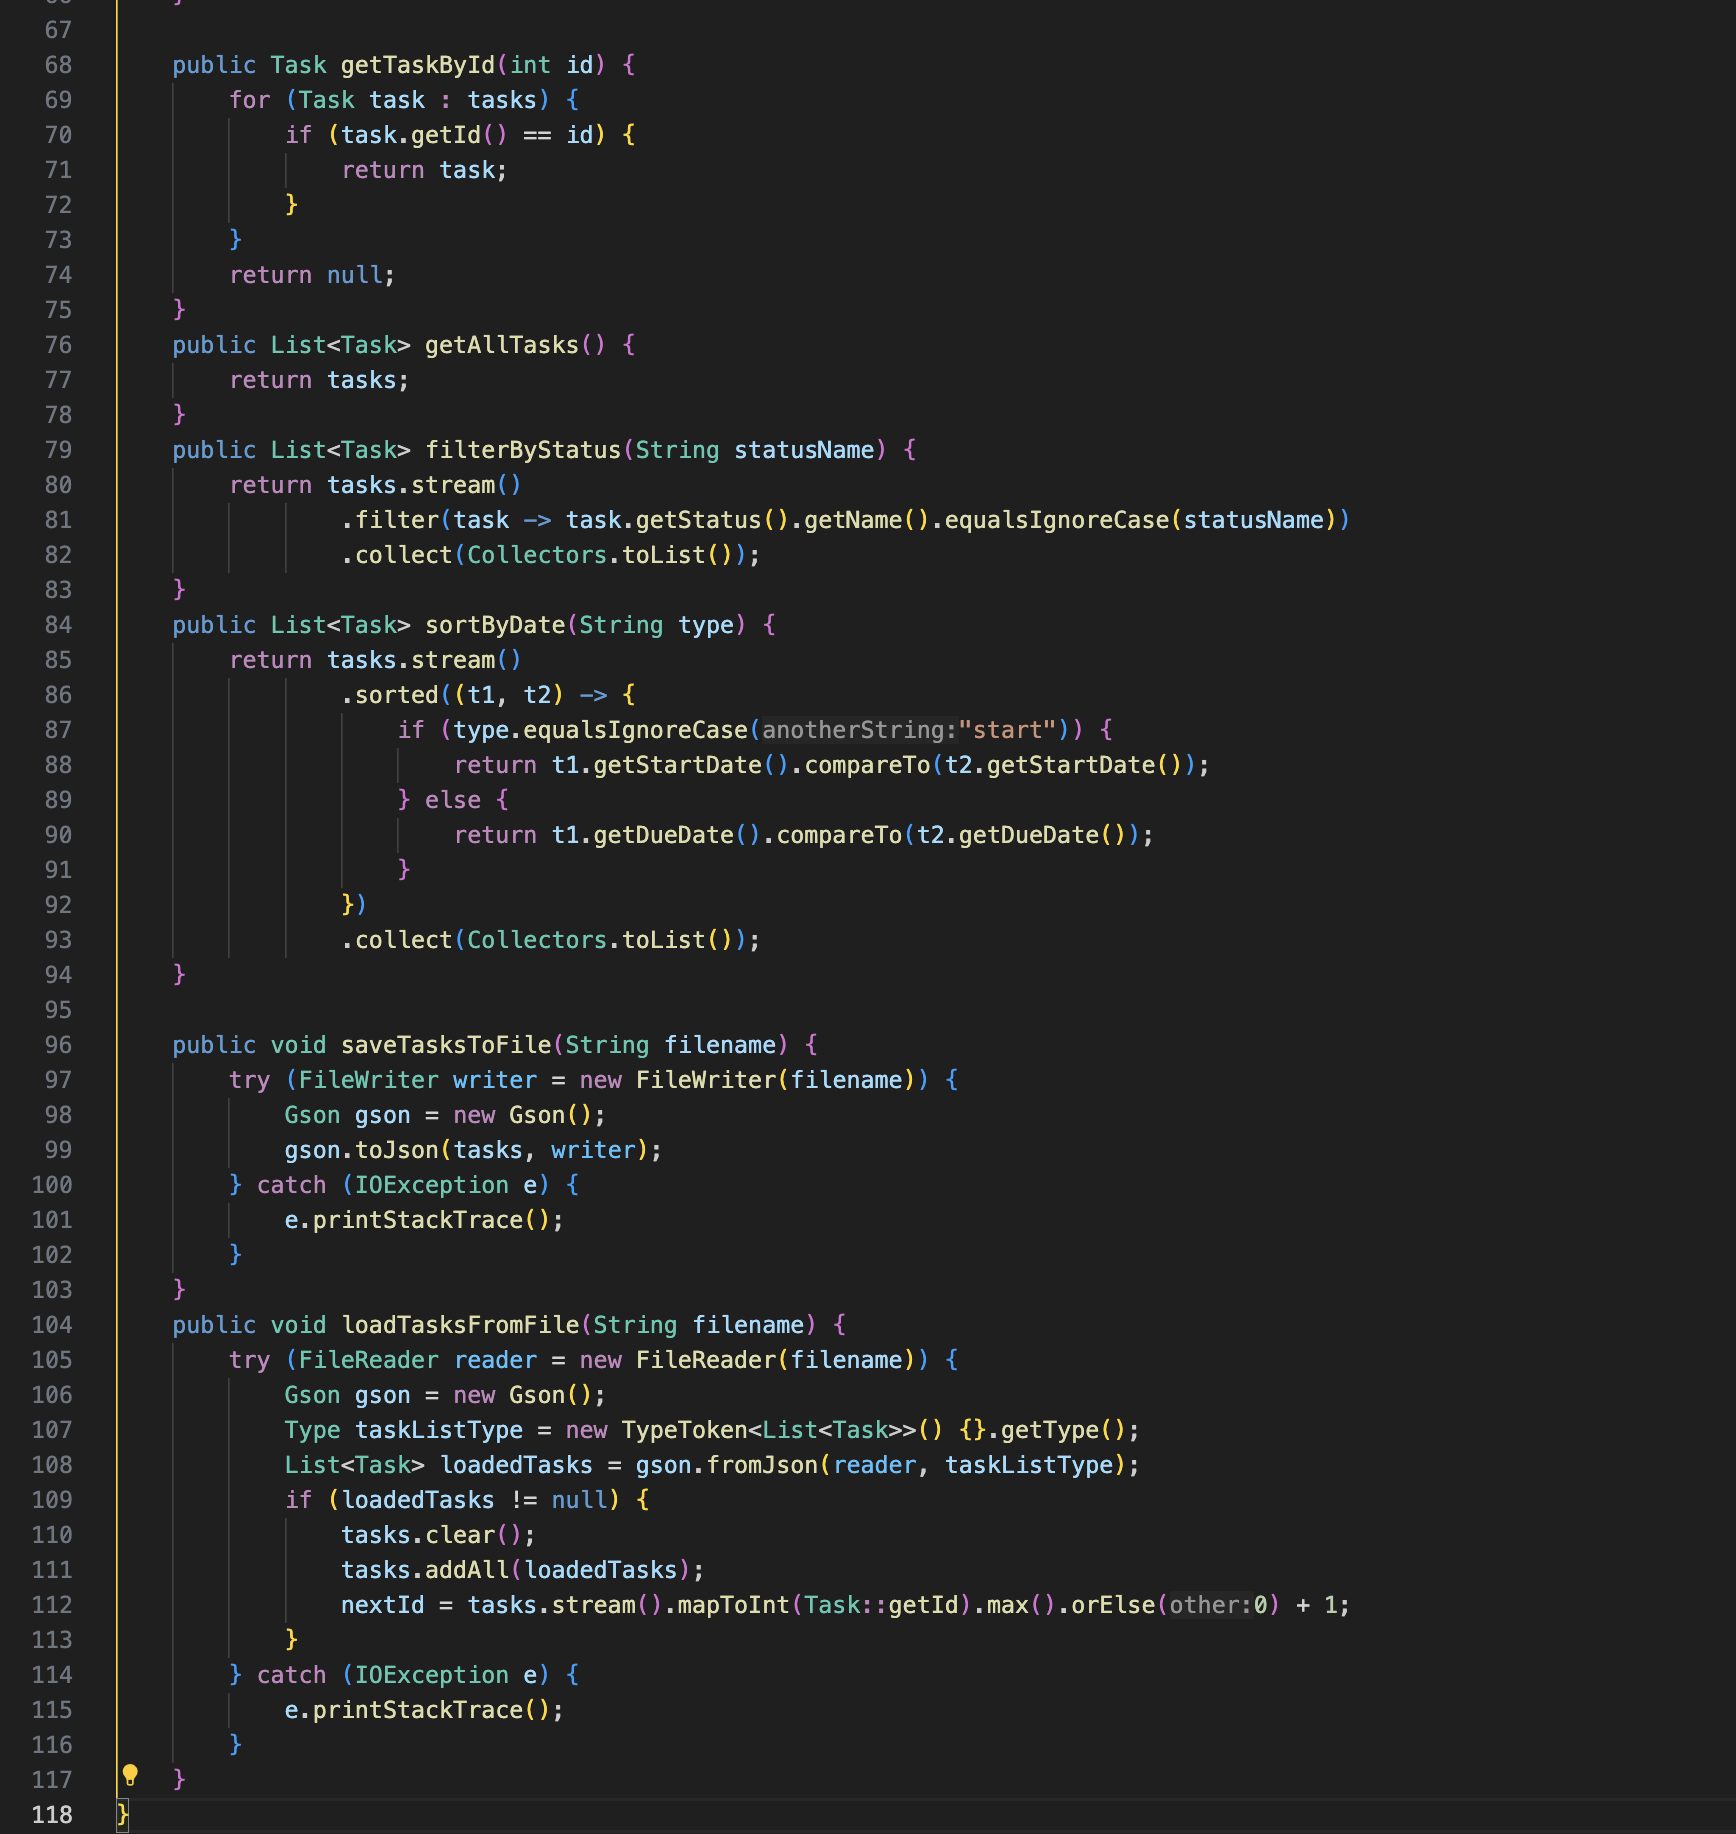 67
68 public Task getTaskById(int id) {
69 for (Task task : tasks) {
70 if (task.getId() == id) {
71 return task;
72 }
73 }
74 return null;
75 }
76 public List<Task> getAllTasks() {
77 return tasks;
78 }
79 public List<Task> filterByStatus(String statusName) {
80 return tasks.stream()
81 .filter(task -> task.getStatus().getName().equalsIgnoreCase(statusName))
82 .collect(Collectors.toList());
83 }
84 public List<Task> sortByDate(String type) {
85 return tasks.stream()
86 .sorted((t1, t2) -> {
87 if (type.equalsIgnoreCase(anotherString:"start")) {
88 return t1.getStartDate().compareTo(t2.getStartDate());
89 } else {
90 return t1.getDueDate().compareTo(t2.getDueDate());
91 }
92 })
93 .collect(Collectors.toList());
94 }
95
96 public void saveTasksToFile(String filename) {
97 try (FileWriter writer = new FileWriter(filename)) {
98 Gson gson = new Gson();
99 gson.toJson(tasks, writer);
100 } catch (IOException e) {
101 e.printStackTrace();
102 }
103 }
104 public void loadTasksFromFile(String filename) {
105 try (FileReader reader = new FileReader(filename)) {
106 Gson gson = new Gson();
107 Type taskListType = new TypeToken<List<Task>>() {}.getType();
108 List<Task> loadedTasks = gson.fromJson(reader, taskListType);
109 if (loadedTasks != null) {
110 tasks.clear();
111 tasks.addAll(loadedTasks);
112 nextId = tasks.stream().mapToInt(Task::getId).max().orElse(other:0) + 1;
113 }
114 } catch (IOException e) {
115 e.printStackTrace();
116 }
117 }
118 }